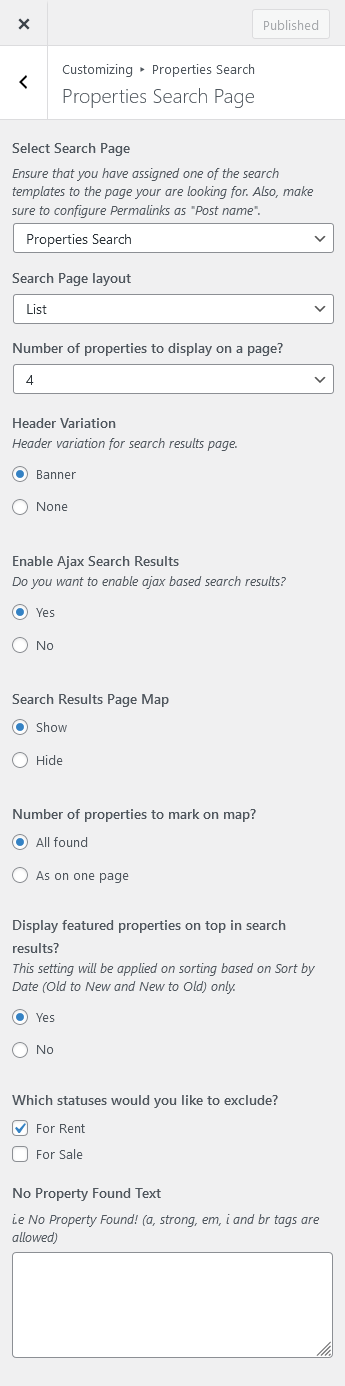 Published
Customizing ▸ Properties Search
Properties Search Page
Select Search Page
Ensure that you have assigned one of the search
templates to the page your are looking for. Also, make
sure to configure Permalinks as "Post name".
Properties Search
Search Page layout
List
Number of properties to display on a page?
4
Header Variation
Header variation for search results page.
Banner
None
Enable Ajax Search Results
Do you want to enable ajax based search results?
Yes
No
Search Results Page Map
Show
Hide
Number of properties to mark on map?
All found
As on one page
Display featured properties on top in search
results?
This setting will be applied on sorting based on Sort by
Date (Old to New and New to Old) only.
Yes
No
Which statuses would you like to exclude?
For Rent
For Sale
No Property Found Text
i.e No Property Found! (a, strong, em, i and br tags are
allowed)